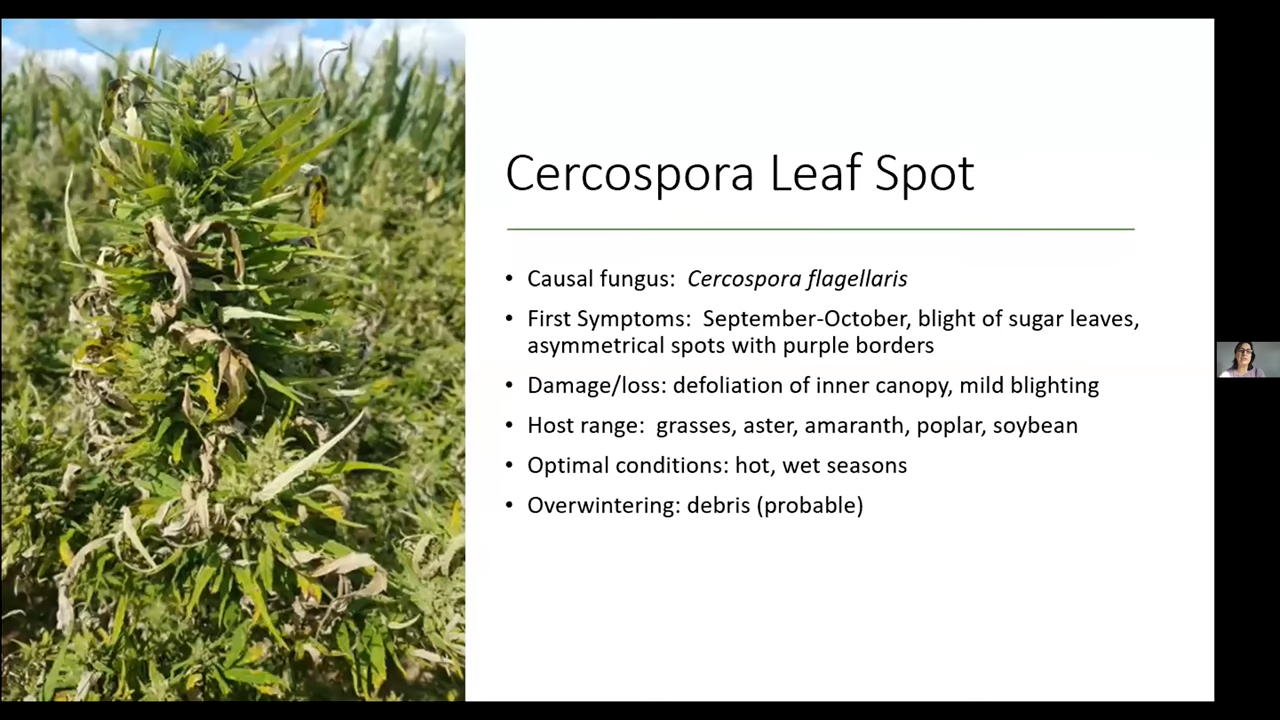 Cercospora Leaf Spot
• Causal fungus: Cercospora flagellaris
• First Symptoms: September-October, blight of sugar leaves,
asymmetrical spots with purple borders
• Damage/loss: defoliation of inner canopy, mild blighting
• Host range: grasses, aster, amaranth, poplar, soybean
• Optimal conditions: hot, wet seasons
• Overwintering: debris (probable)